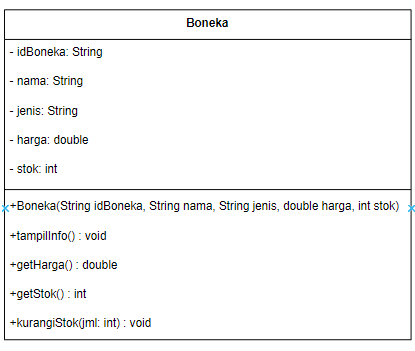 Boneka
- idBoneka: String
- nama: String
- jenis: String
- harga: double
- stok: int
+Boneka(String idBoneka, String nama, String jenis, double harga, int stok)
+tampilInfo() : void
+getHarga() : double
+getStok() : int
+kurangiStok(jml: int) : void